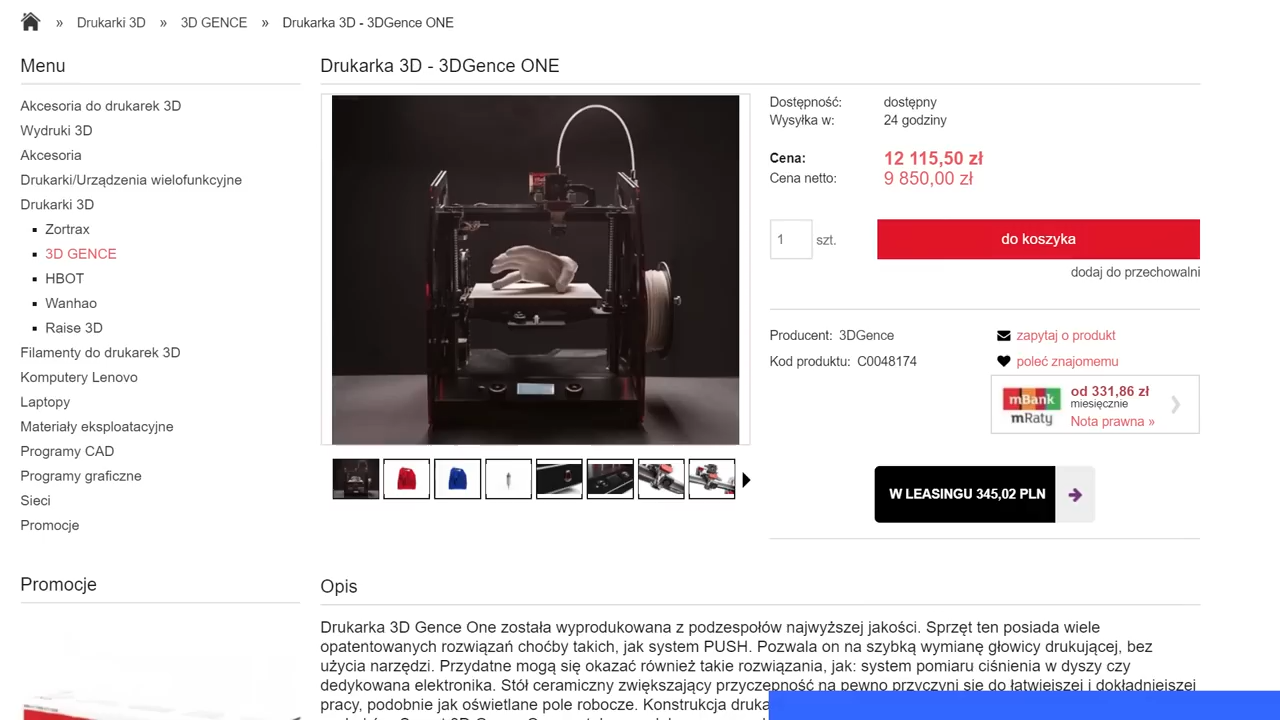 » Drukarki 3D » 3D GENCE » Drukarka 3D - 3DGence ONE
Menu
Akcesoria do drukarek 3D
Wydruki 3D
Akcesoria
Drukarki/Urządzenia wielofunkcyjne
Drukarki 3D
Zortrax
3D GENCE
HBOT
Wanhao
Raise 3D
Filamenty do drukarek 3D
Komputery Lenovo
Laptopy
Materiały eksploatacyjne
Programy CAD
Programy graficzne
Sieci
Promocje
Promocje
Drukarka 3D - 3DGence ONE
Dostępność: dostępny
Wysyłka w: 24 godziny
Cena: 12 115,50 zł
Cena netto: 9 850,00 zł
1 szt. do koszyka
dodaj do przechowalni
Producent: 3DGence
zapytaj o produkt
Kod produktu: C0048174
poleć znajomemu
mBank
mRaty
od 331,86 zł
miesięcznie
Nota prawna »
W LEASINGU 345,02 PLN
Opis
Drukarka 3D Gence One została wyprodukowana z podzespołów najwyższej jakości. Sprzęt ten posiada wiele
opatentowanych rozwiązań choćby takich, jak system PUSH. Pozwala on na szybką wymianę głowicy drukującej, bez
użycia narzędzi. Przydatne mogą się okazać również takie rozwiązania, jak: system pomiaru ciśnienia w dyszy czy
dedykowana elektronika. Stół ceramiczny zwiększający przyczepność na pewno przyczyni się do łatwiejszej i dokładniejszej
pracy, podobnie jak oświetlane pole robocze. Konstrukcja